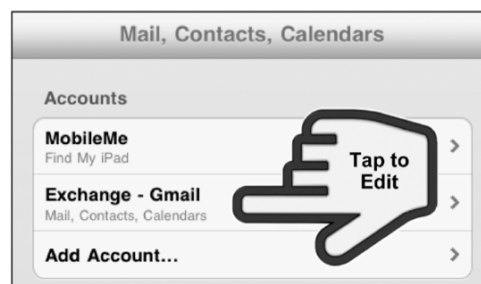 Mail, Contacts, Calendars
Accounts
MobileMe
Find My iPad
Tap to
Edit
Exchange - Gmail
Mail, Contacts, Calendars
Add Account...